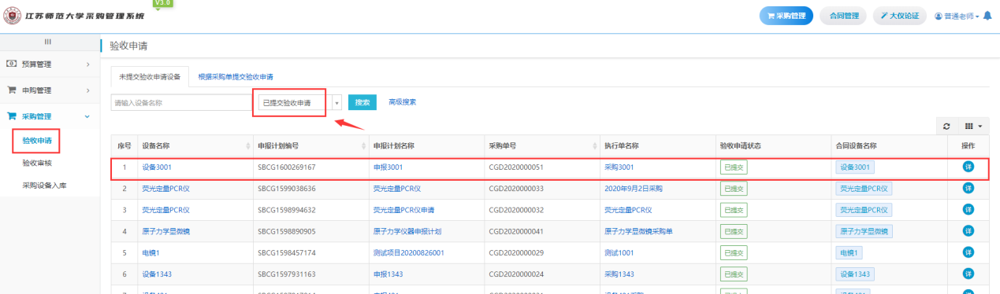 V3.0
江苏师范大学采购管理系统
采购管理 合同管理 大仪论证 普通老师
验收申请
预算管理
申购管理
采购管理
验收申请
验收审核
采购设备入库
未提交验收申请设备 根据采购单提交验收申请
请输入设备名称 已提交验收申请 搜索 高级搜索
序号 设备名称 申报计划编号 申报计划名称 采购单号 执行单名称 验收申请状态 合同设备名称 操作
1 设备3001 SBCG1600269167 申报3001 CGD2020000051 采购3001 已提交 设备3001 详
2 荧光定量PCR仪 SBCG1599038636 荧光定量PCR仪 CGD2020000033 2020年9月2日采购 已提交 荧光定量PCR仪 详
3 荧光定量PCR仪 SBCG1598994632 荧光定量PCR仪申请 CGD2020000032 荧光定量PCR仪 已提交 荧光定量PCR仪 详
4 原子力学显微镜 SBCG1598890905 原子力学仪器申报计划 CGD2020000041 原子力学显微镜采购单 已提交 原子力学显微镜 详
5 电镜1 SBCG1598457174 测试项目20200826001 CGD2020000029 测试1001 已提交 电镜1 详
6 设备1343 SBCG1597931163 申报1343 CGD2020000024 采购1343 已提交 设备1343 详